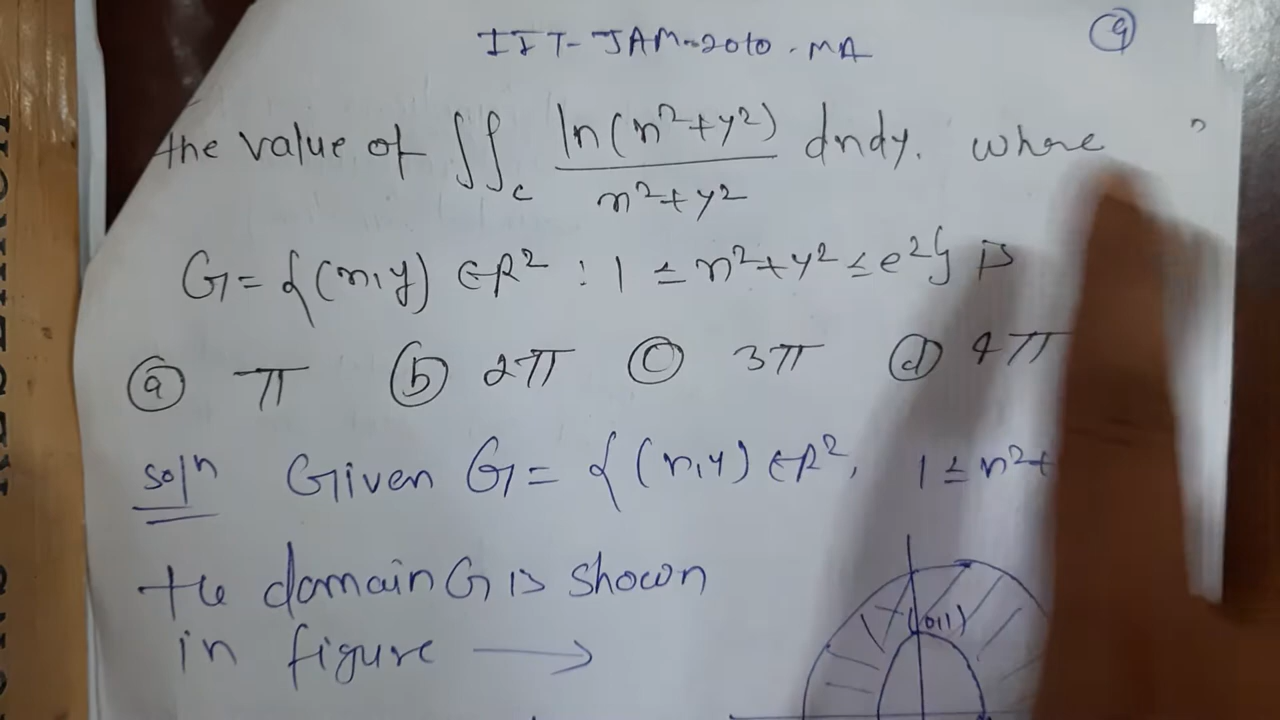 IIT-JAM-2010.MA
9
the value of ∬_G ln(x²+y²)/(x²+y²) dxdy. where
G={(x,y) ∈ R² : 1 ≤ x²+y² ≤ e²} is
(a) π (b) 2π (c) 3π (d) 4π
soln Given G = {(x,y) ∈ R², 1 ≤ x²+
the domain G is shown
in figure →
(0,1)